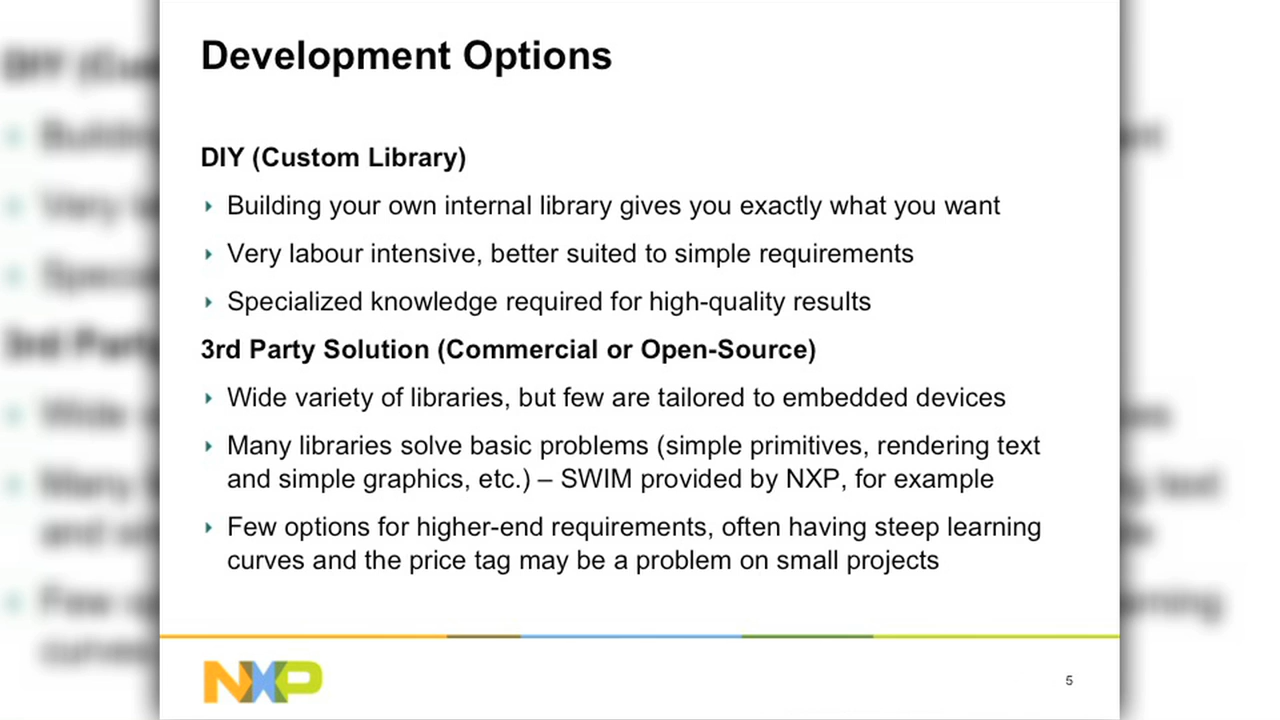 Development Options
DIY (Custom Library)
Building your own internal library gives you exactly what you want
Very labour intensive, better suited to simple requirements
Specialized knowledge required for high-quality results
3rd Party Solution (Commercial or Open-Source)
Wide variety of libraries, but few are tailored to embedded devices
Many libraries solve basic problems (simple primitives, rendering text
and simple graphics, etc.) – SWIM provided by NXP, for example
Few options for higher-end requirements, often having steep learning
curves and the price tag may be a problem on small projects
NXP
5